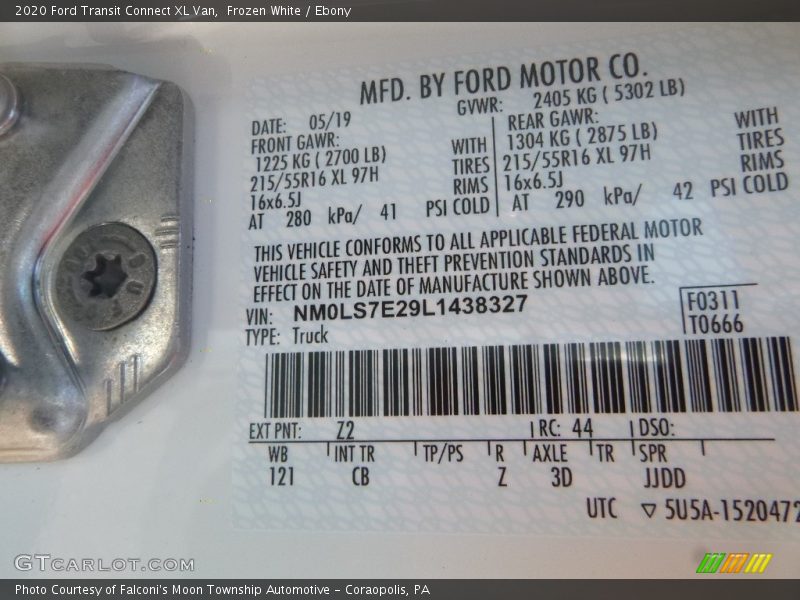 2020 Ford Transit Connect XL Van,  Frozen White / Ebony
MFD. BY FORD MOTOR CO.
DATE: 05/19 GVWR: 2405 KG ( 5302 LB)
FRONT GAWR: REAR GAWR:
1225 KG ( 2700 LB) WITH 1304 KG ( 2875 LB) WITH
215/55R16 XL 97H TIRES 215/55R16 XL 97H TIRES
16x6.5J RIMS 16x6.5J RIMS
AT 280 kPa/ 41 PSI COLD AT 290 kPa/ 42 PSI COLD
THIS VEHICLE CONFORMS TO ALL APPLICABLE FEDERAL MOTOR
VEHICLE SAFETY AND THEFT PREVENTION STANDARDS IN
EFFECT ON THE DATE OF MANUFACTURE SHOWN ABOVE.
VIN: NM0LS7E29L1438327 F0311
TYPE: Truck T0666
EXT PNT: Z2 RC: 44 DSO:
WB INT TR TP/PS R AXLE TR SPR
121 CB Z 3D JJDD
UTC ▽ 5U5A-1520472
GTCARLOT.COM
Photo Courtesy of Falconi's Moon Township Automotive – Coraopolis, PA